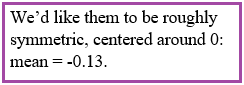 We’d like them to be roughly
symmetric, centered around 0:
mean = -0.13.